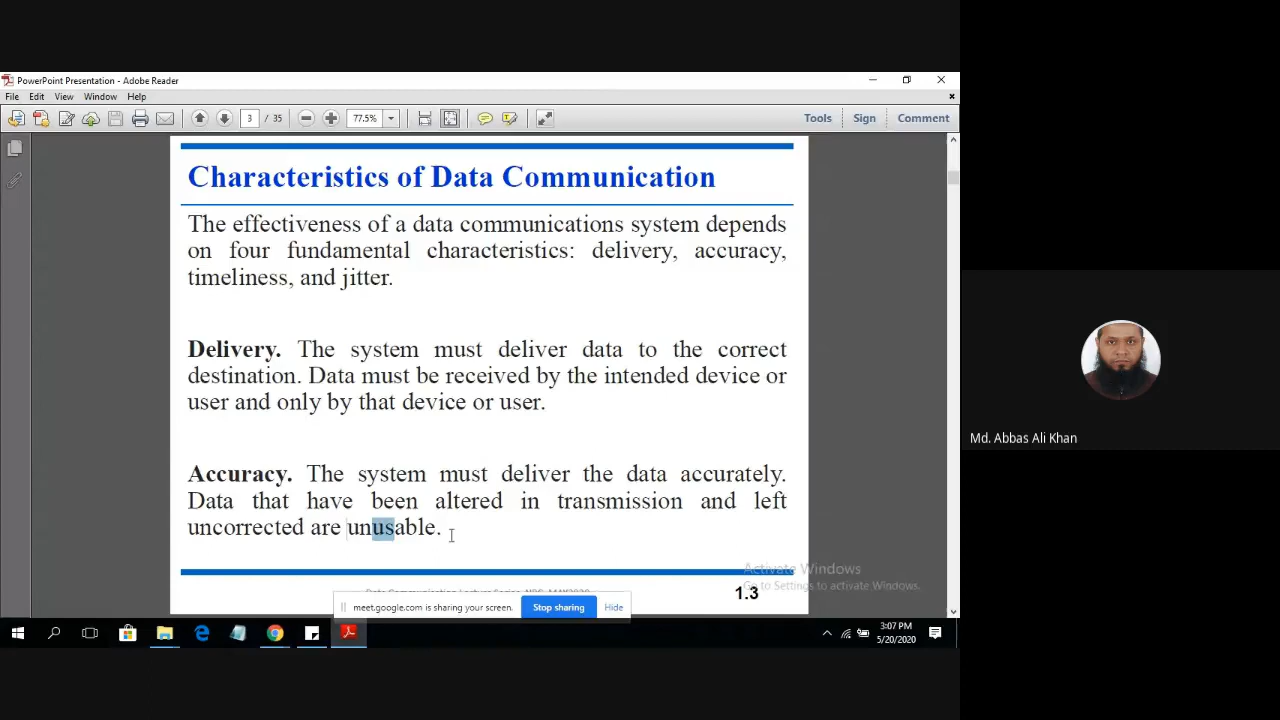 PowerPoint Presentation - Adobe Reader
File Edit View Window Help
3 / 35 77.5% Tools Sign Comment
Characteristics of Data Communication
The effectiveness of a data communications system depends
on four fundamental characteristics: delivery, accuracy,
timeliness, and jitter.
Delivery. The system must deliver data to the correct
destination. Data must be received by the intended device or
user and only by that device or user.
Md. Abbas Ali Khan
Accuracy. The system must deliver the data accurately.
Data that have been altered in transmission and left
uncorrected are unusable.
Activate Windows
Go to Settings to activate Windows.
1.3
meet.google.com is sharing your screen. Stop sharing Hide
3:07 PM
5/20/2020